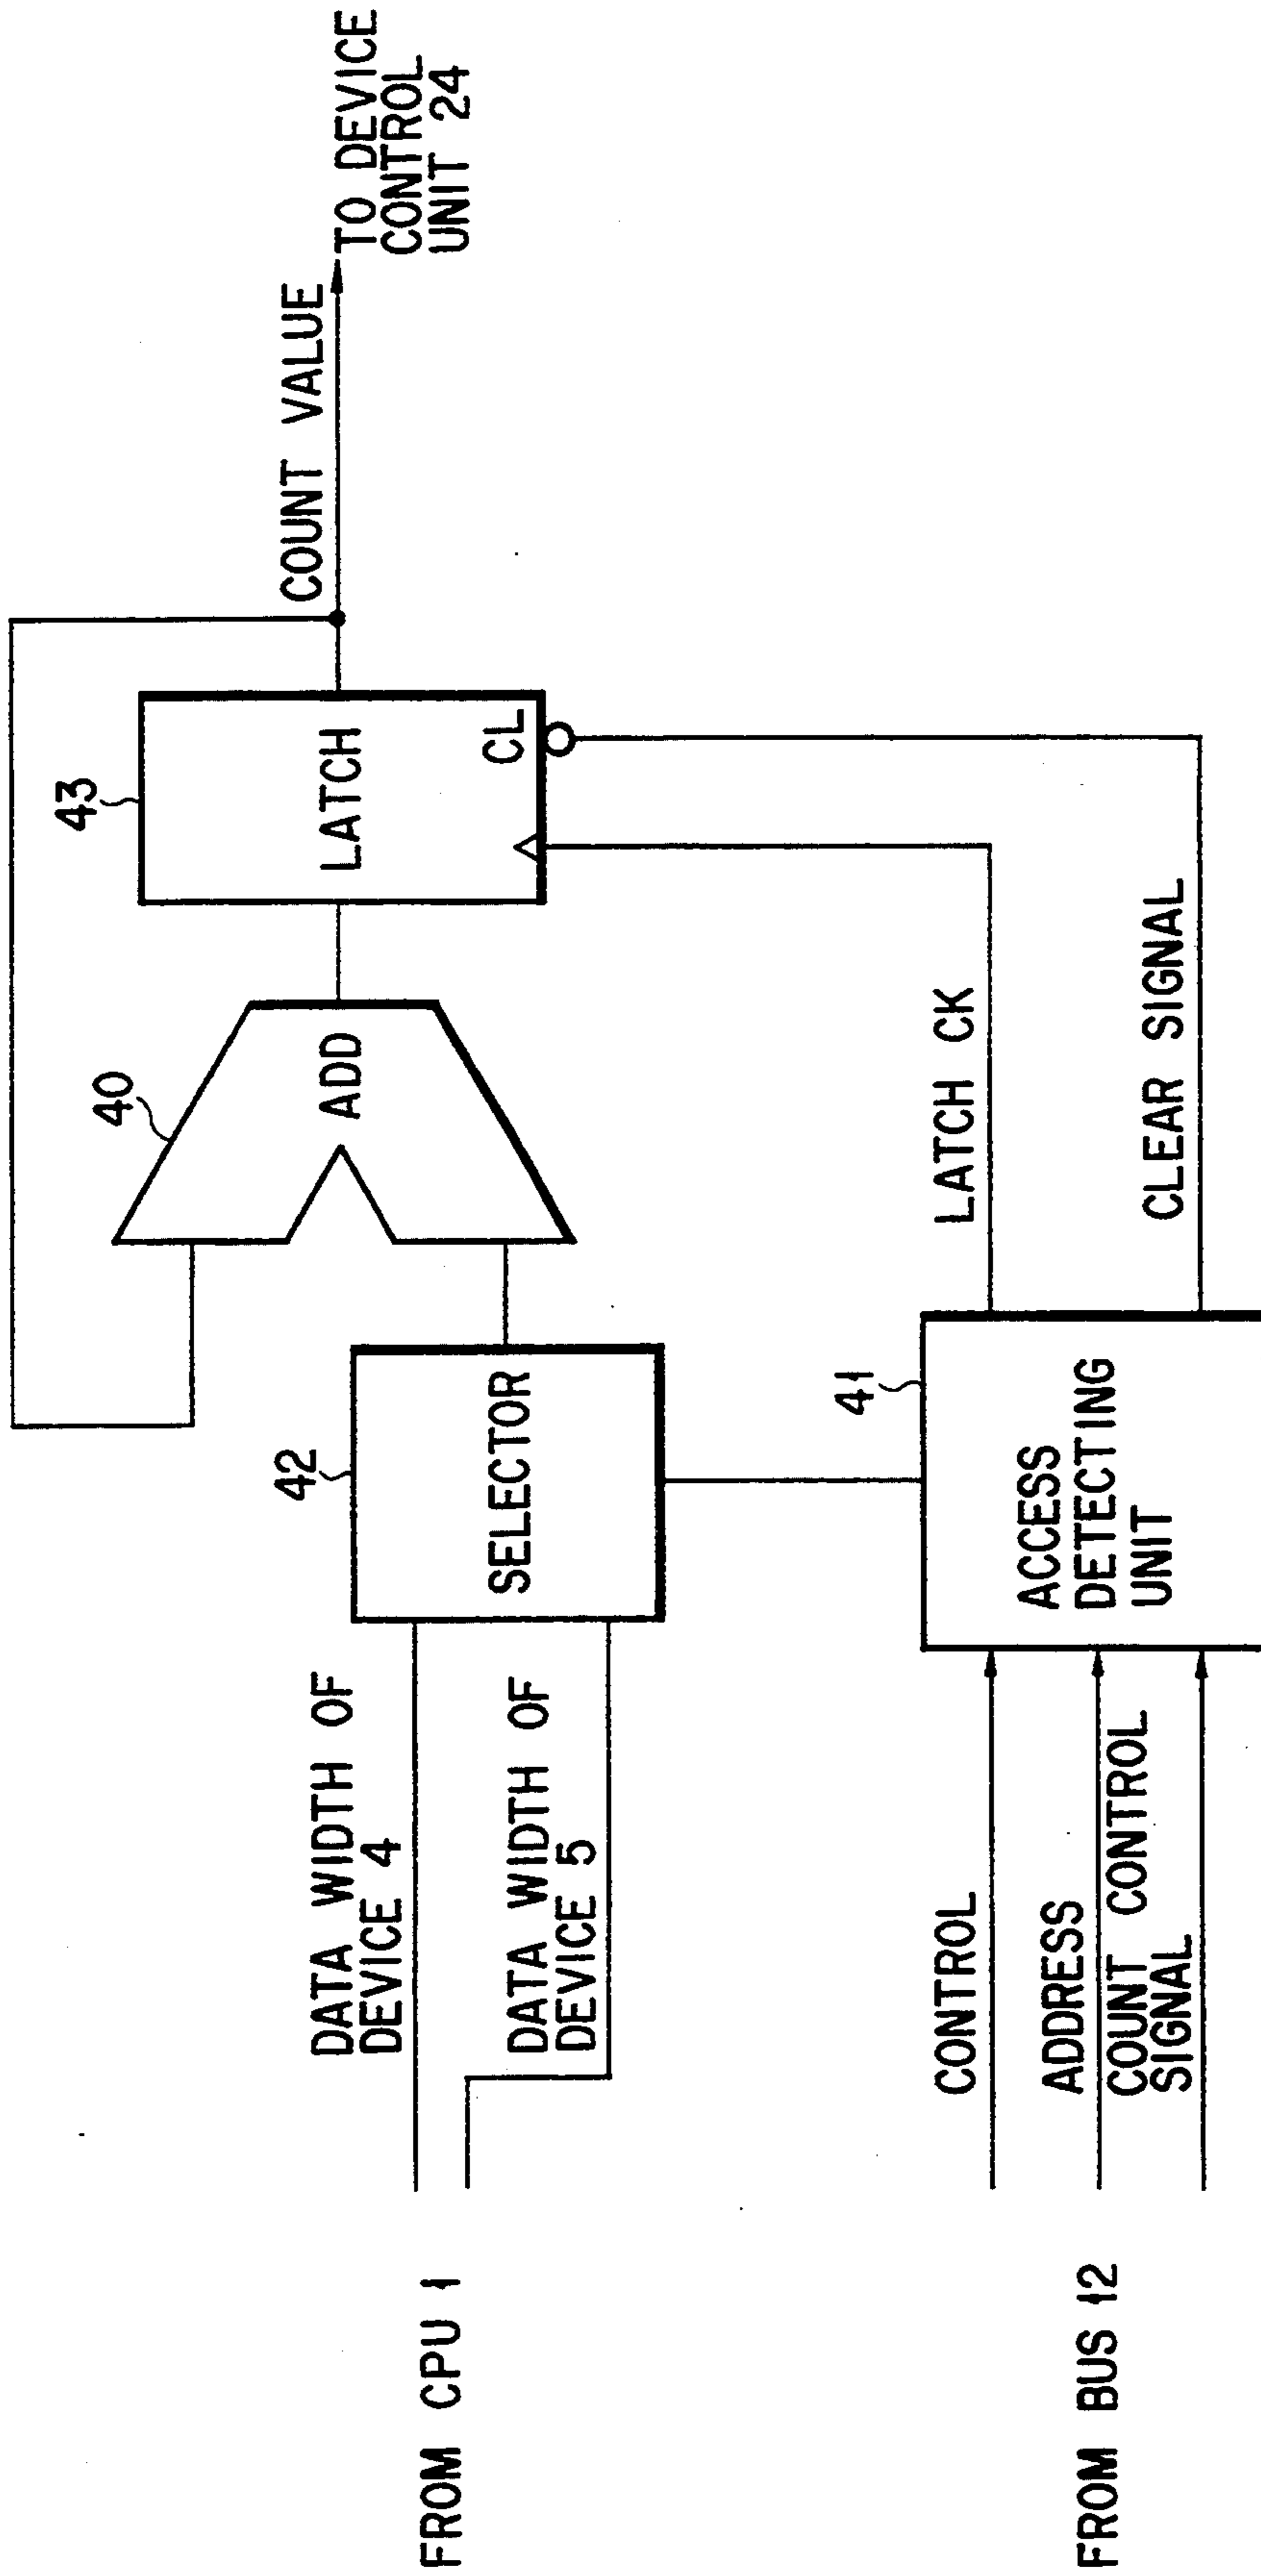 FROM CPU 1
DATA WIDTH OF
DEVICE 4
DATA WIDTH OF
DEVICE 5
42
SELECTOR
40
ADD
43
LATCH
CL
COUNT VALUE
TO DEVICE
CONTROL
UNIT 24
FROM BUS 12
CONTROL
ADDRESS
COUNT CONTROL
SIGNAL
41
ACCESS
DETECTING
UNIT
LATCH CK
CLEAR SIGNAL